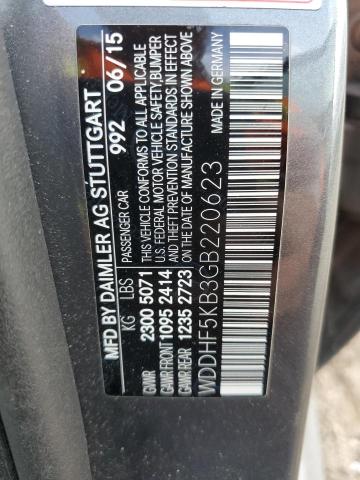 MFD BY DAIMLER AG STUTTGART
992 06/15
KG LBS PASSENGER CAR
GVWR 2300 5071 THIS VEHICLE CONFORMS TO ALL APPLICABLE
GAWR FRONT 1095 2414 U.S. FEDERAL MOTOR VEHICLE SAFETY, BUMPER
GAWR REAR 1235 2723 THEFT PREVENTION STANDARDS IN EFFECT
ON THE DATE OF MANUFACTURE SHOWN ABOVE
MADE IN GERMANY
WDDHF5KB3GB220623